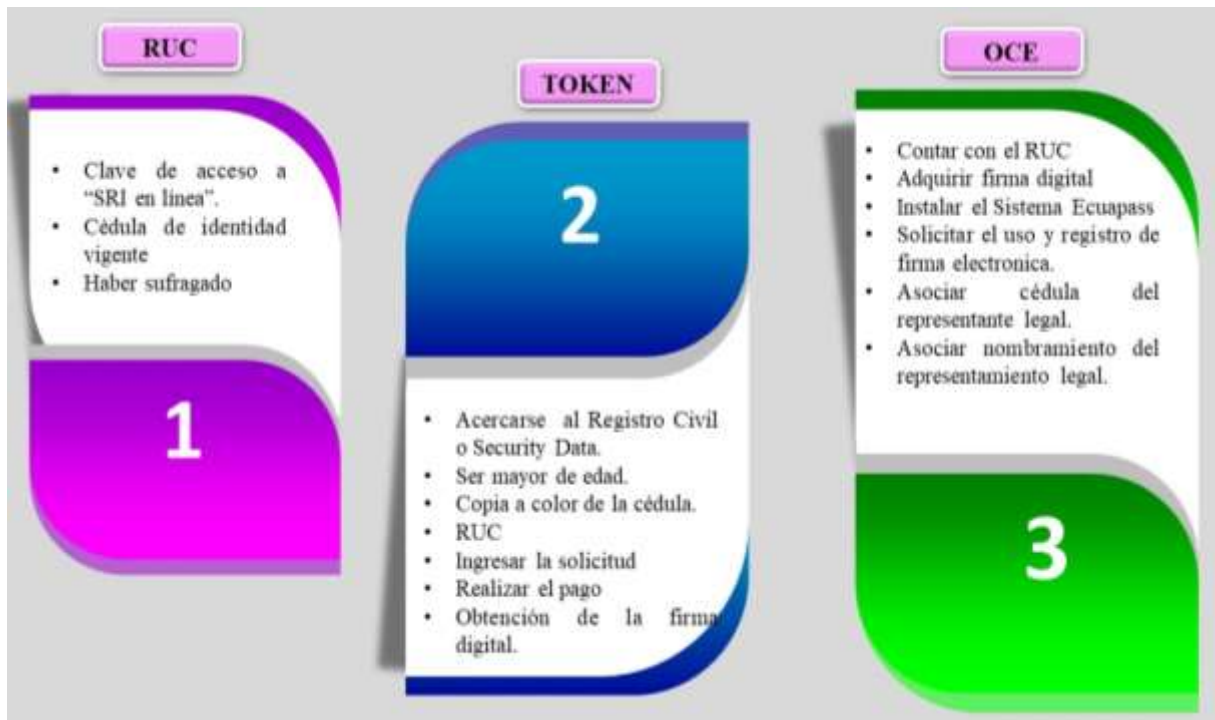 RUC
• Clave de acceso a
“SRI en línea”.
• Cédula de identidad
vigente
• Haber sufragado
1
TOKEN
2
• Acercarse al Registro Civil
o Security Data.
• Ser mayor de edad.
• Copia a color de la cédula.
• RUC
• Ingresar la solicitud
• Realizar el pago
• Obtención de la firma
digital.
OCE
• Contar con el RUC
• Adquirir firma digital
• Instalar el Sistema Ecuapass
• Solicitar el uso y registro de
firma electronica.
• Asociar cédula del
representante legal.
• Asociar nombramiento del
representamiento legal.
3